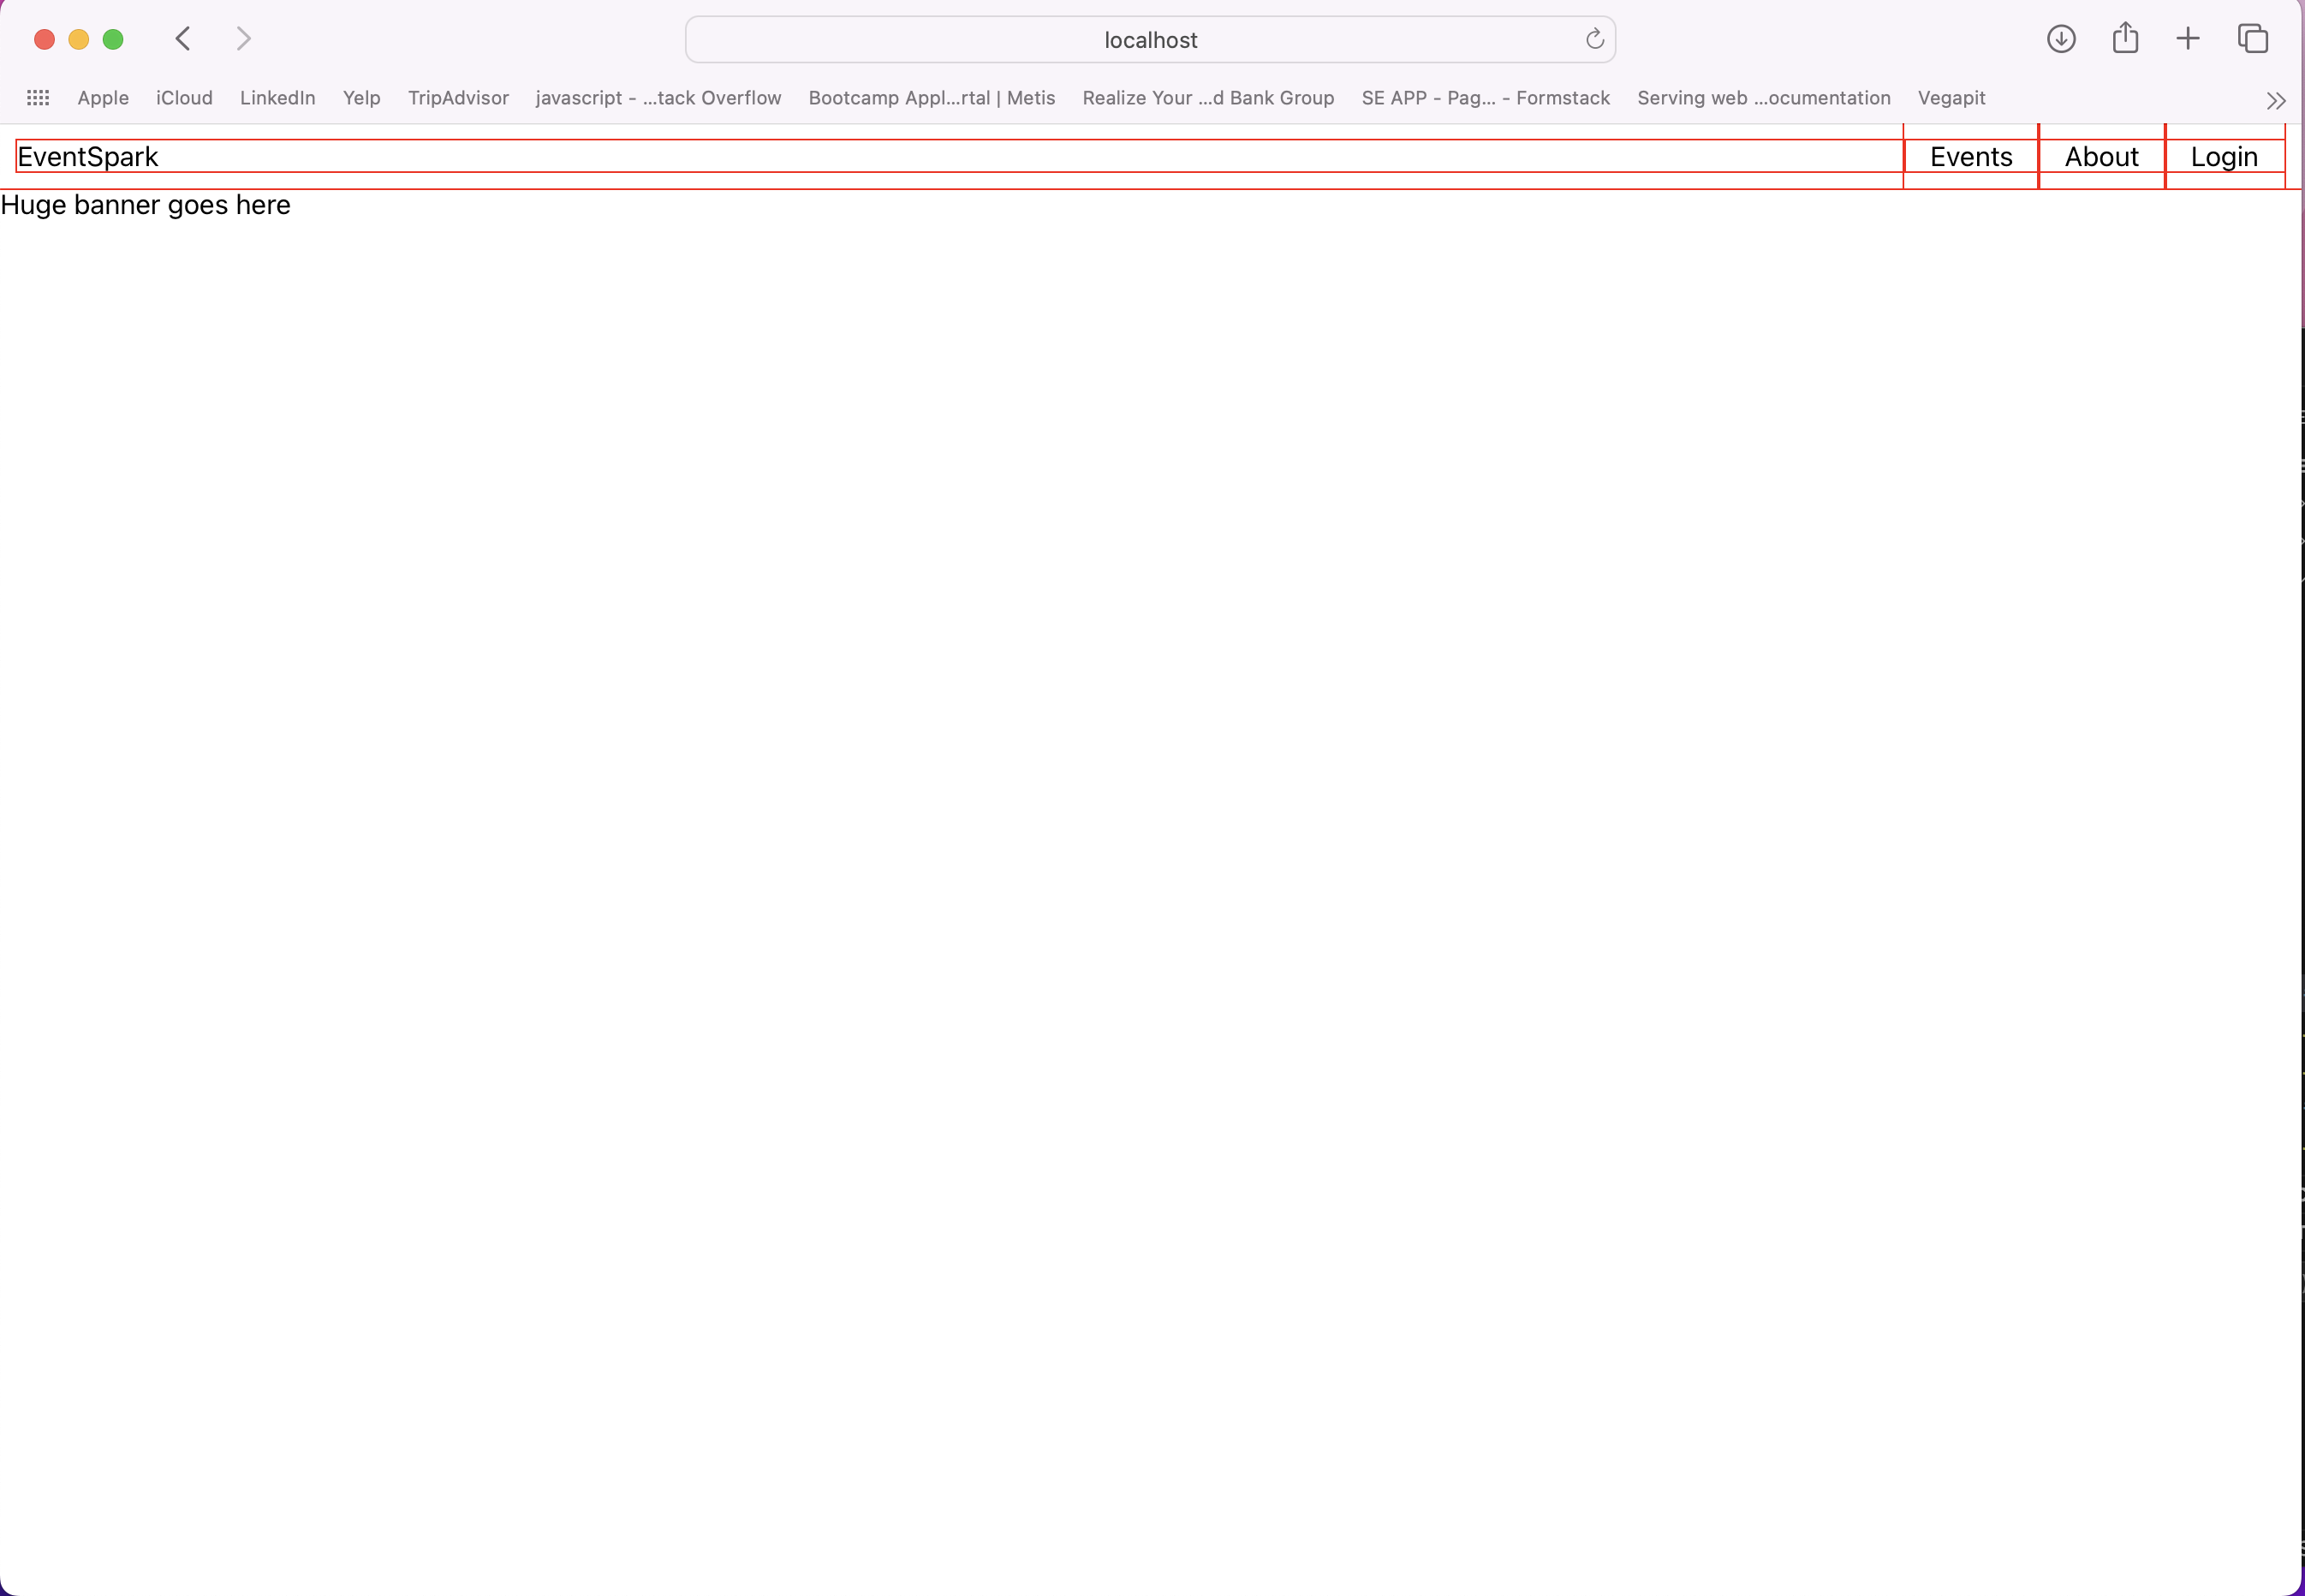 localhost
Apple iCloud LinkedIn Yelp TripAdvisor javascript - ...tack Overflow Bootcamp Appl...rtal | Metis Realize Your ...d Bank Group SE APP - Pag... - Formstack Serving web ...ocumentation Vegapit
EventSpark Events About Login
Huge banner goes here